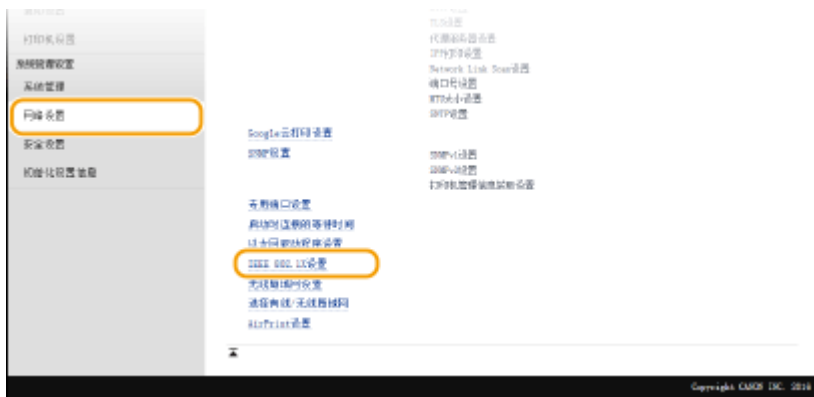 打印机设置
系统管理设置
系统管理
网络设置
安全设置
初始化设置信息
TLS设置
代理服务器设置
IPP打印设置
Network Link Scan设置
端口号设置
MTU大小设置
SNTP设置
Google云打印设置
SNMP设置
SNMPv1设置
SNMPv3设置
打印机管理信息获取设置
专用端口设置
启动时连接的等待时间
以太网驱动程序设置
IEEE 802.1X设置
无线局域网设置
选择有线/无线局域网
AirPrint设置
Copyright CANON INC. 2016